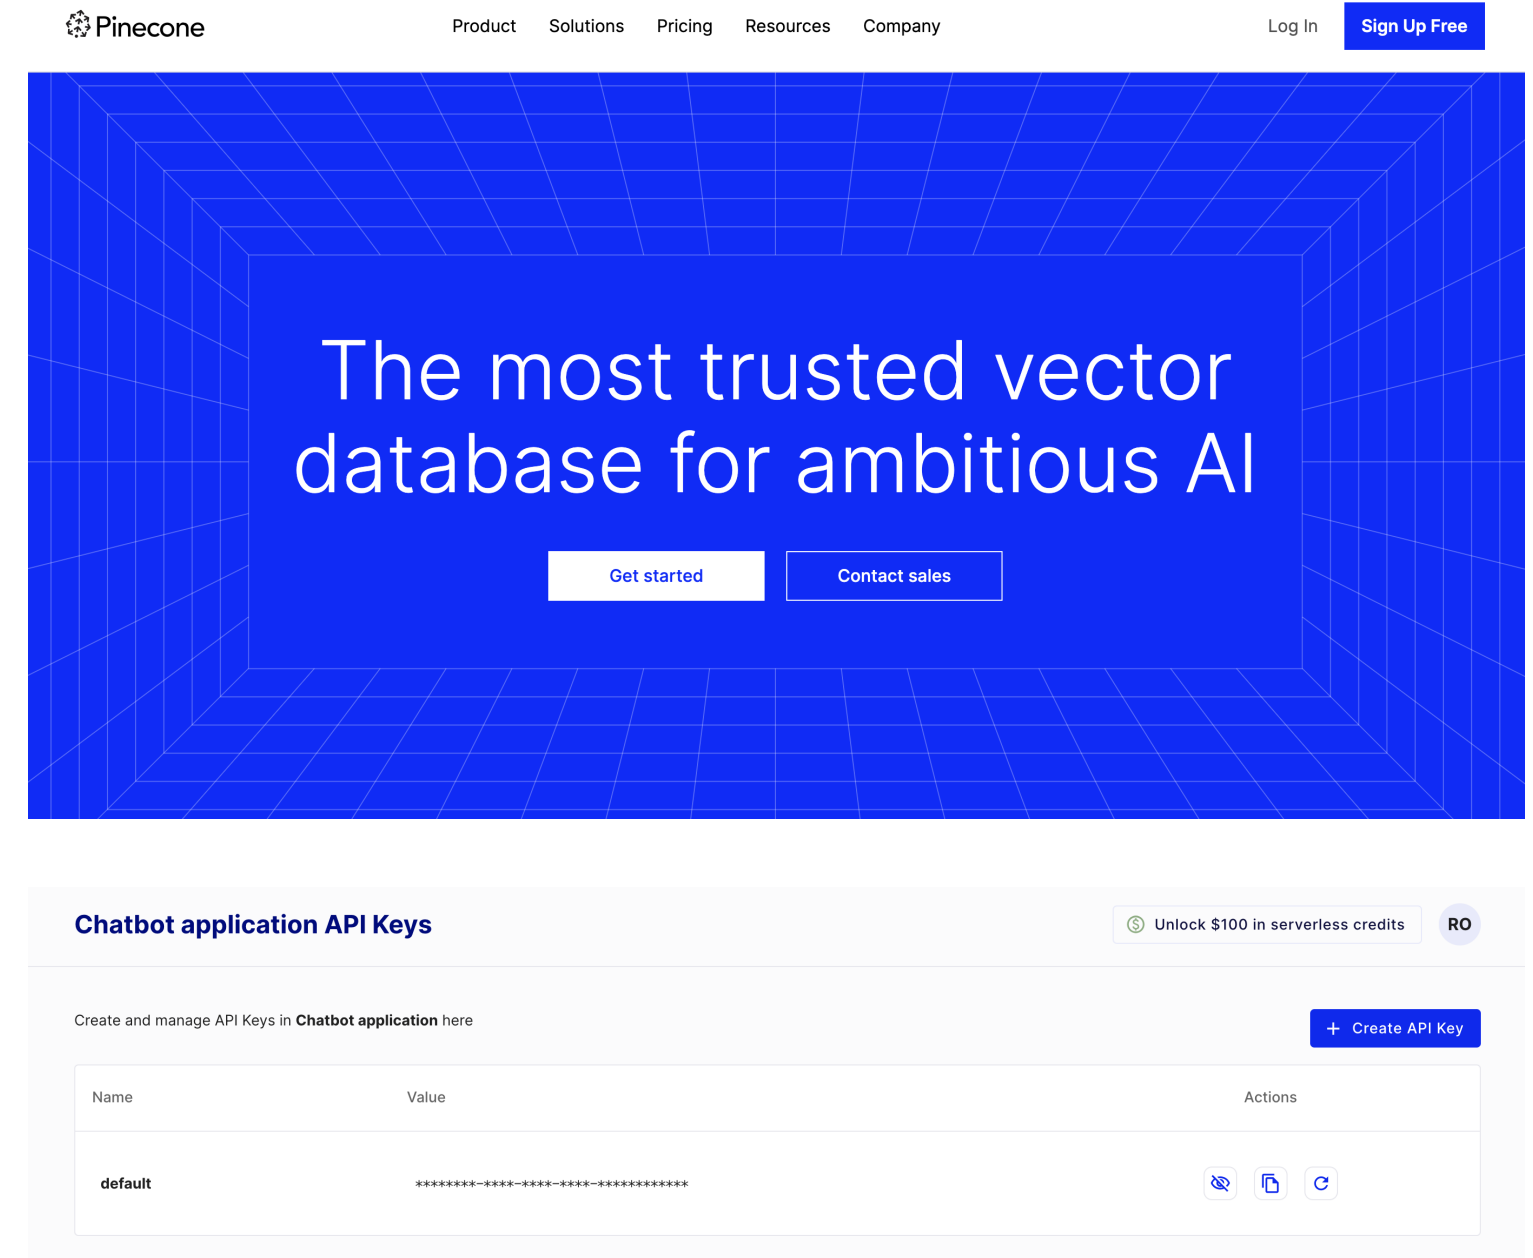 Pinecone
Product Solutions Pricing Resources Company
Log In
Sign Up Free
The most trusted vector
database for ambitious AI
Get started
Contact sales
Chatbot application API Keys
Unlock $100 in serverless credits
RO
Create and manage API Keys in Chatbot application here
+ Create API Key
Name Value Actions
default ********-****-****-****-************